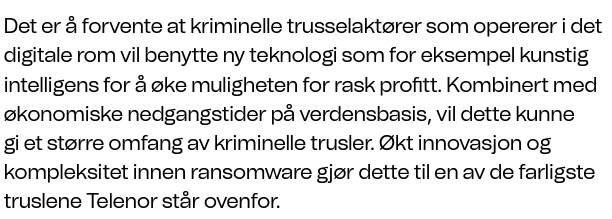 Det er å forvente at kriminelle trusselaktører som opererer i det
digitale rom vil benytte ny teknologi som for eksempel kunstig
intelligens for å øke muligheten for rask profitt. Kombinert med
økonomiske nedgangstider på verdensbasis, vil dette kunne
gi et større omfang av kriminelle trusler. Økt innovasjon og
kompleksitet innen ransomware gjør dette til en av de farligste
truslene Telenor står ovenfor.